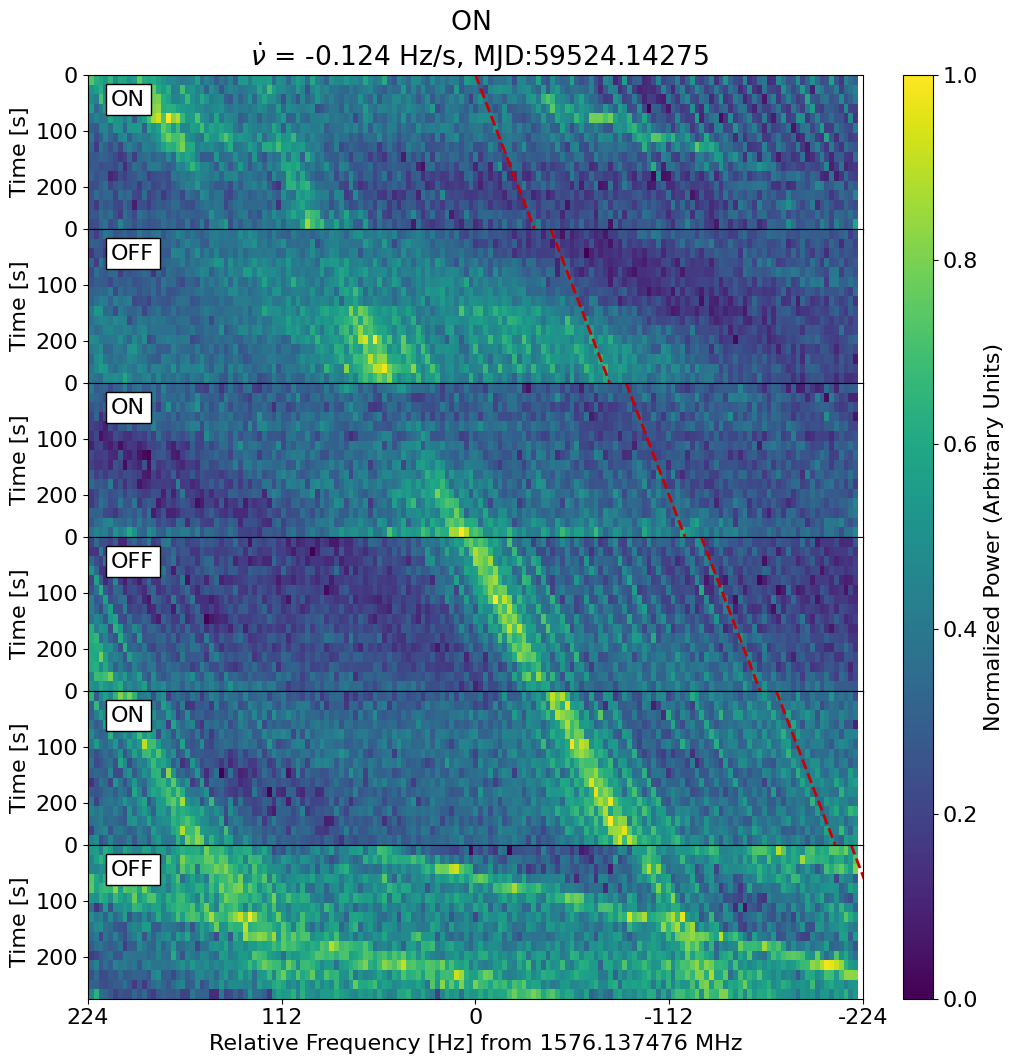 ON
ν̇ = -0.124 Hz/s, MJD:59524.14275
0
ON
100
200
Time [s]
0
OFF
100
200
Time [s]
0
ON
100
200
Time [s]
0
OFF
100
200
Time [s]
0
ON
100
200
Time [s]
0
OFF
100
200
Time [s]
224 112 0 -112 -224
Relative Frequency [Hz] from 1576.137476 MHz
1.0
0.8
0.6
0.4
0.2
0.0
Normalized Power (Arbitrary Units)